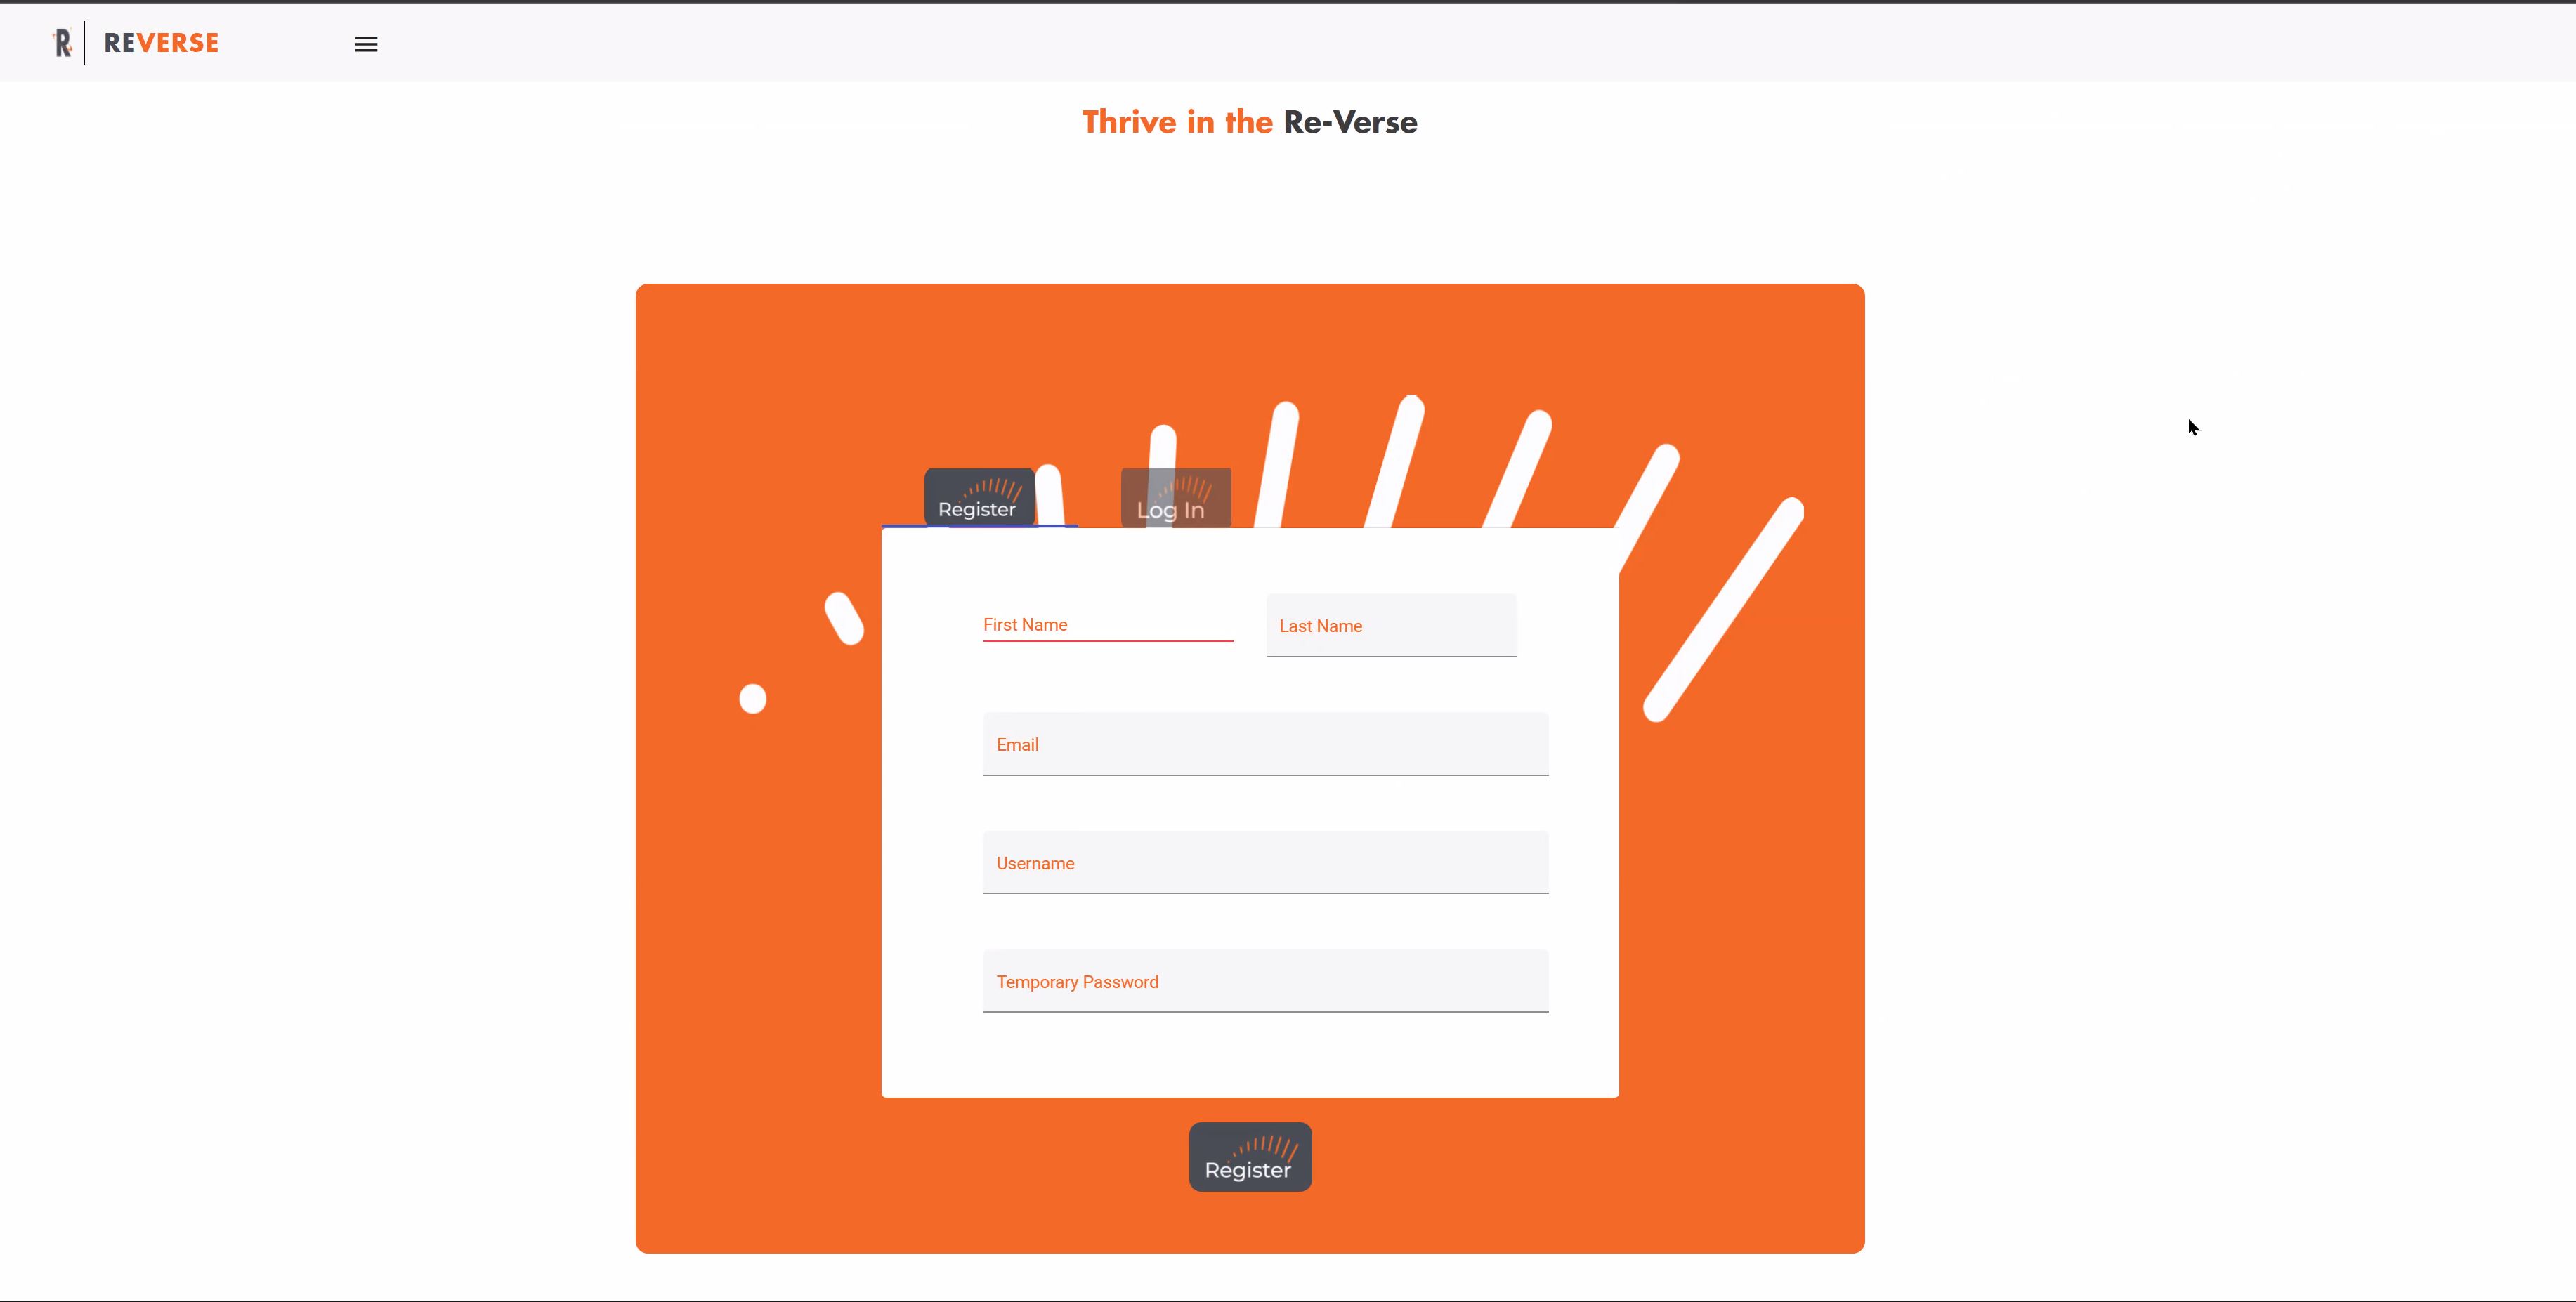 R REVERSE
Thrive in the Re-Verse
Register Log In
First Name Last Name
Email
Username
Temporary Password
Register